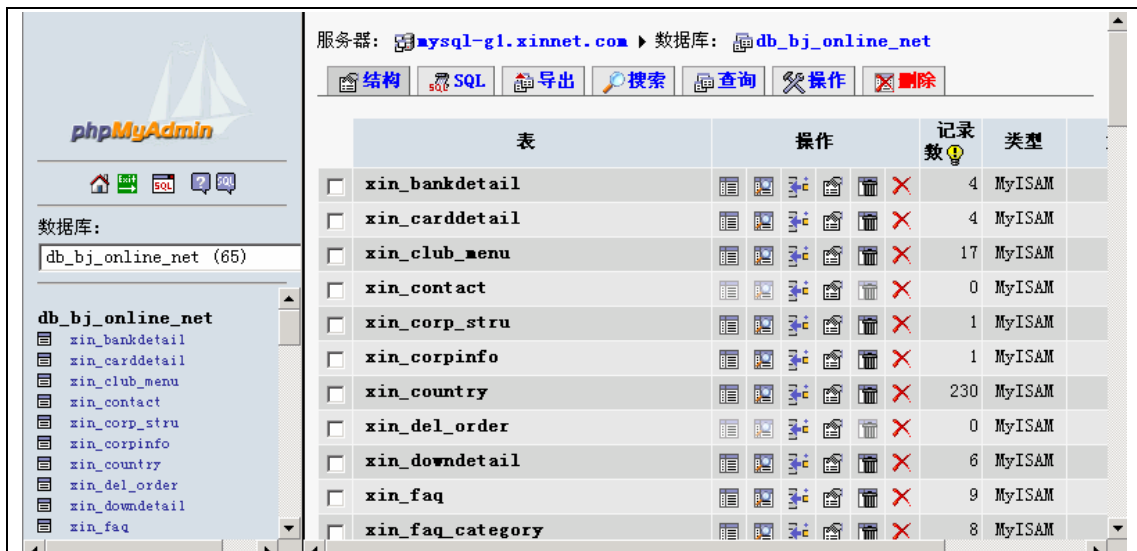 phpMyAdmin
Exit SQL ? SQL
数据库：
db_bj_online_net (65)
db_bj_online_net
xin_bankdetail
xin_carddetail
xin_club_menu
xin_contact
xin_corp_stru
xin_corpinfo
xin_country
xin_del_order
xin_downdetail
xin_faq
服务器： mysql-g1.xinnet.com 数据库： db_bj_online_net
结构 SQL 导出 搜索 查询 操作 删除
表 操作 记录数 类型
xin_bankdetail 4 MyISAM
xin_carddetail 4 MyISAM
xin_club_menu 17 MyISAM
xin_contact 0 MyISAM
xin_corp_stru 1 MyISAM
xin_corpinfo 1 MyISAM
xin_country 230 MyISAM
xin_del_order 0 MyISAM
xin_downdetail 6 MyISAM
xin_faq 9 MyISAM
xin_faq_category 8 MyISAM